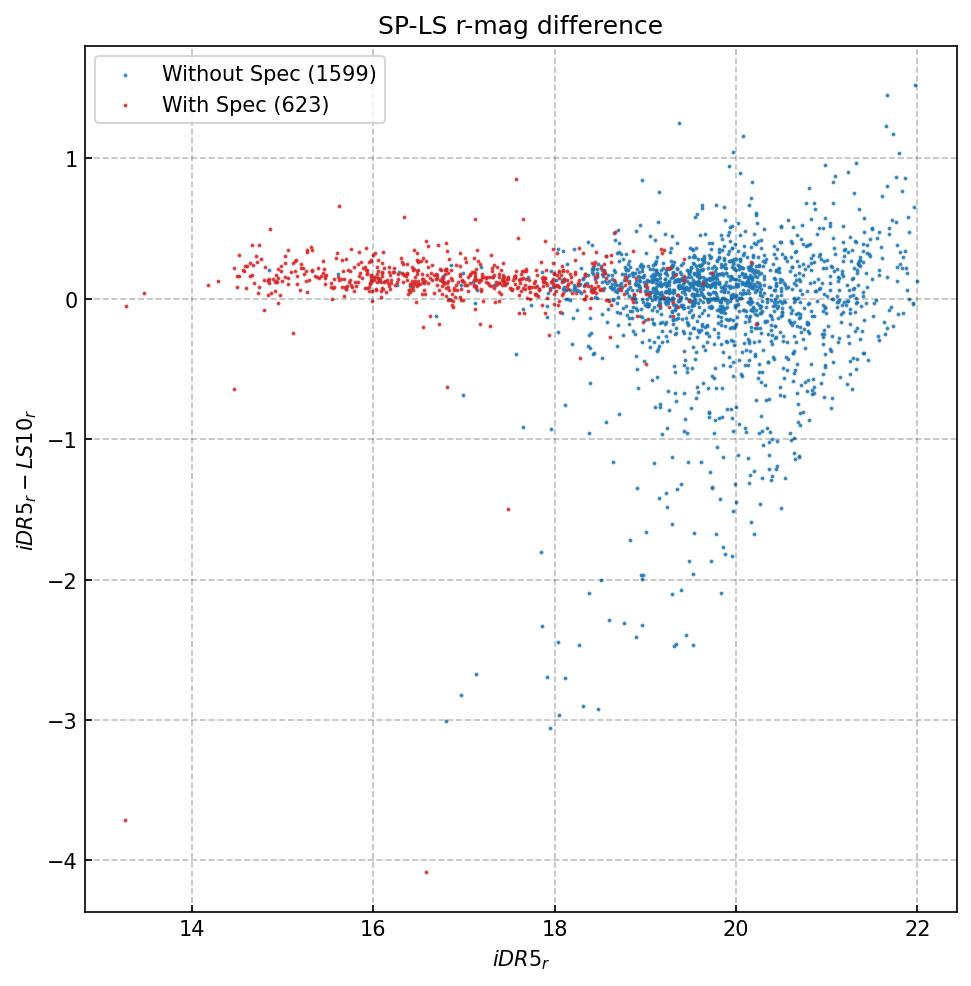 SP-LS r-mag difference
Without Spec (1599)
With Spec (623)
1
0
−1
−2
−3
−4
iDR5r − LS10r
14 16 18 20 22
iDR5r